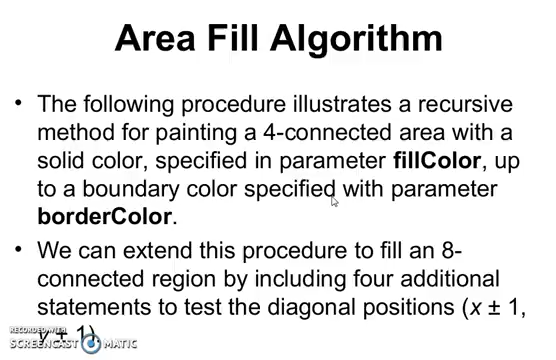 Area Fill Algorithm
• The following procedure illustrates a recursive
method for painting a 4-connected area with a
solid color, specified in parameter fillColor, up
to a boundary color specified with parameter
borderColor.
• We can extend this procedure to fill an 8-
connected region by including four additional
statements to test the diagonal positions (x ± 1,
y ± 1).
RECORDED WITH
SCREENCAST MATIC